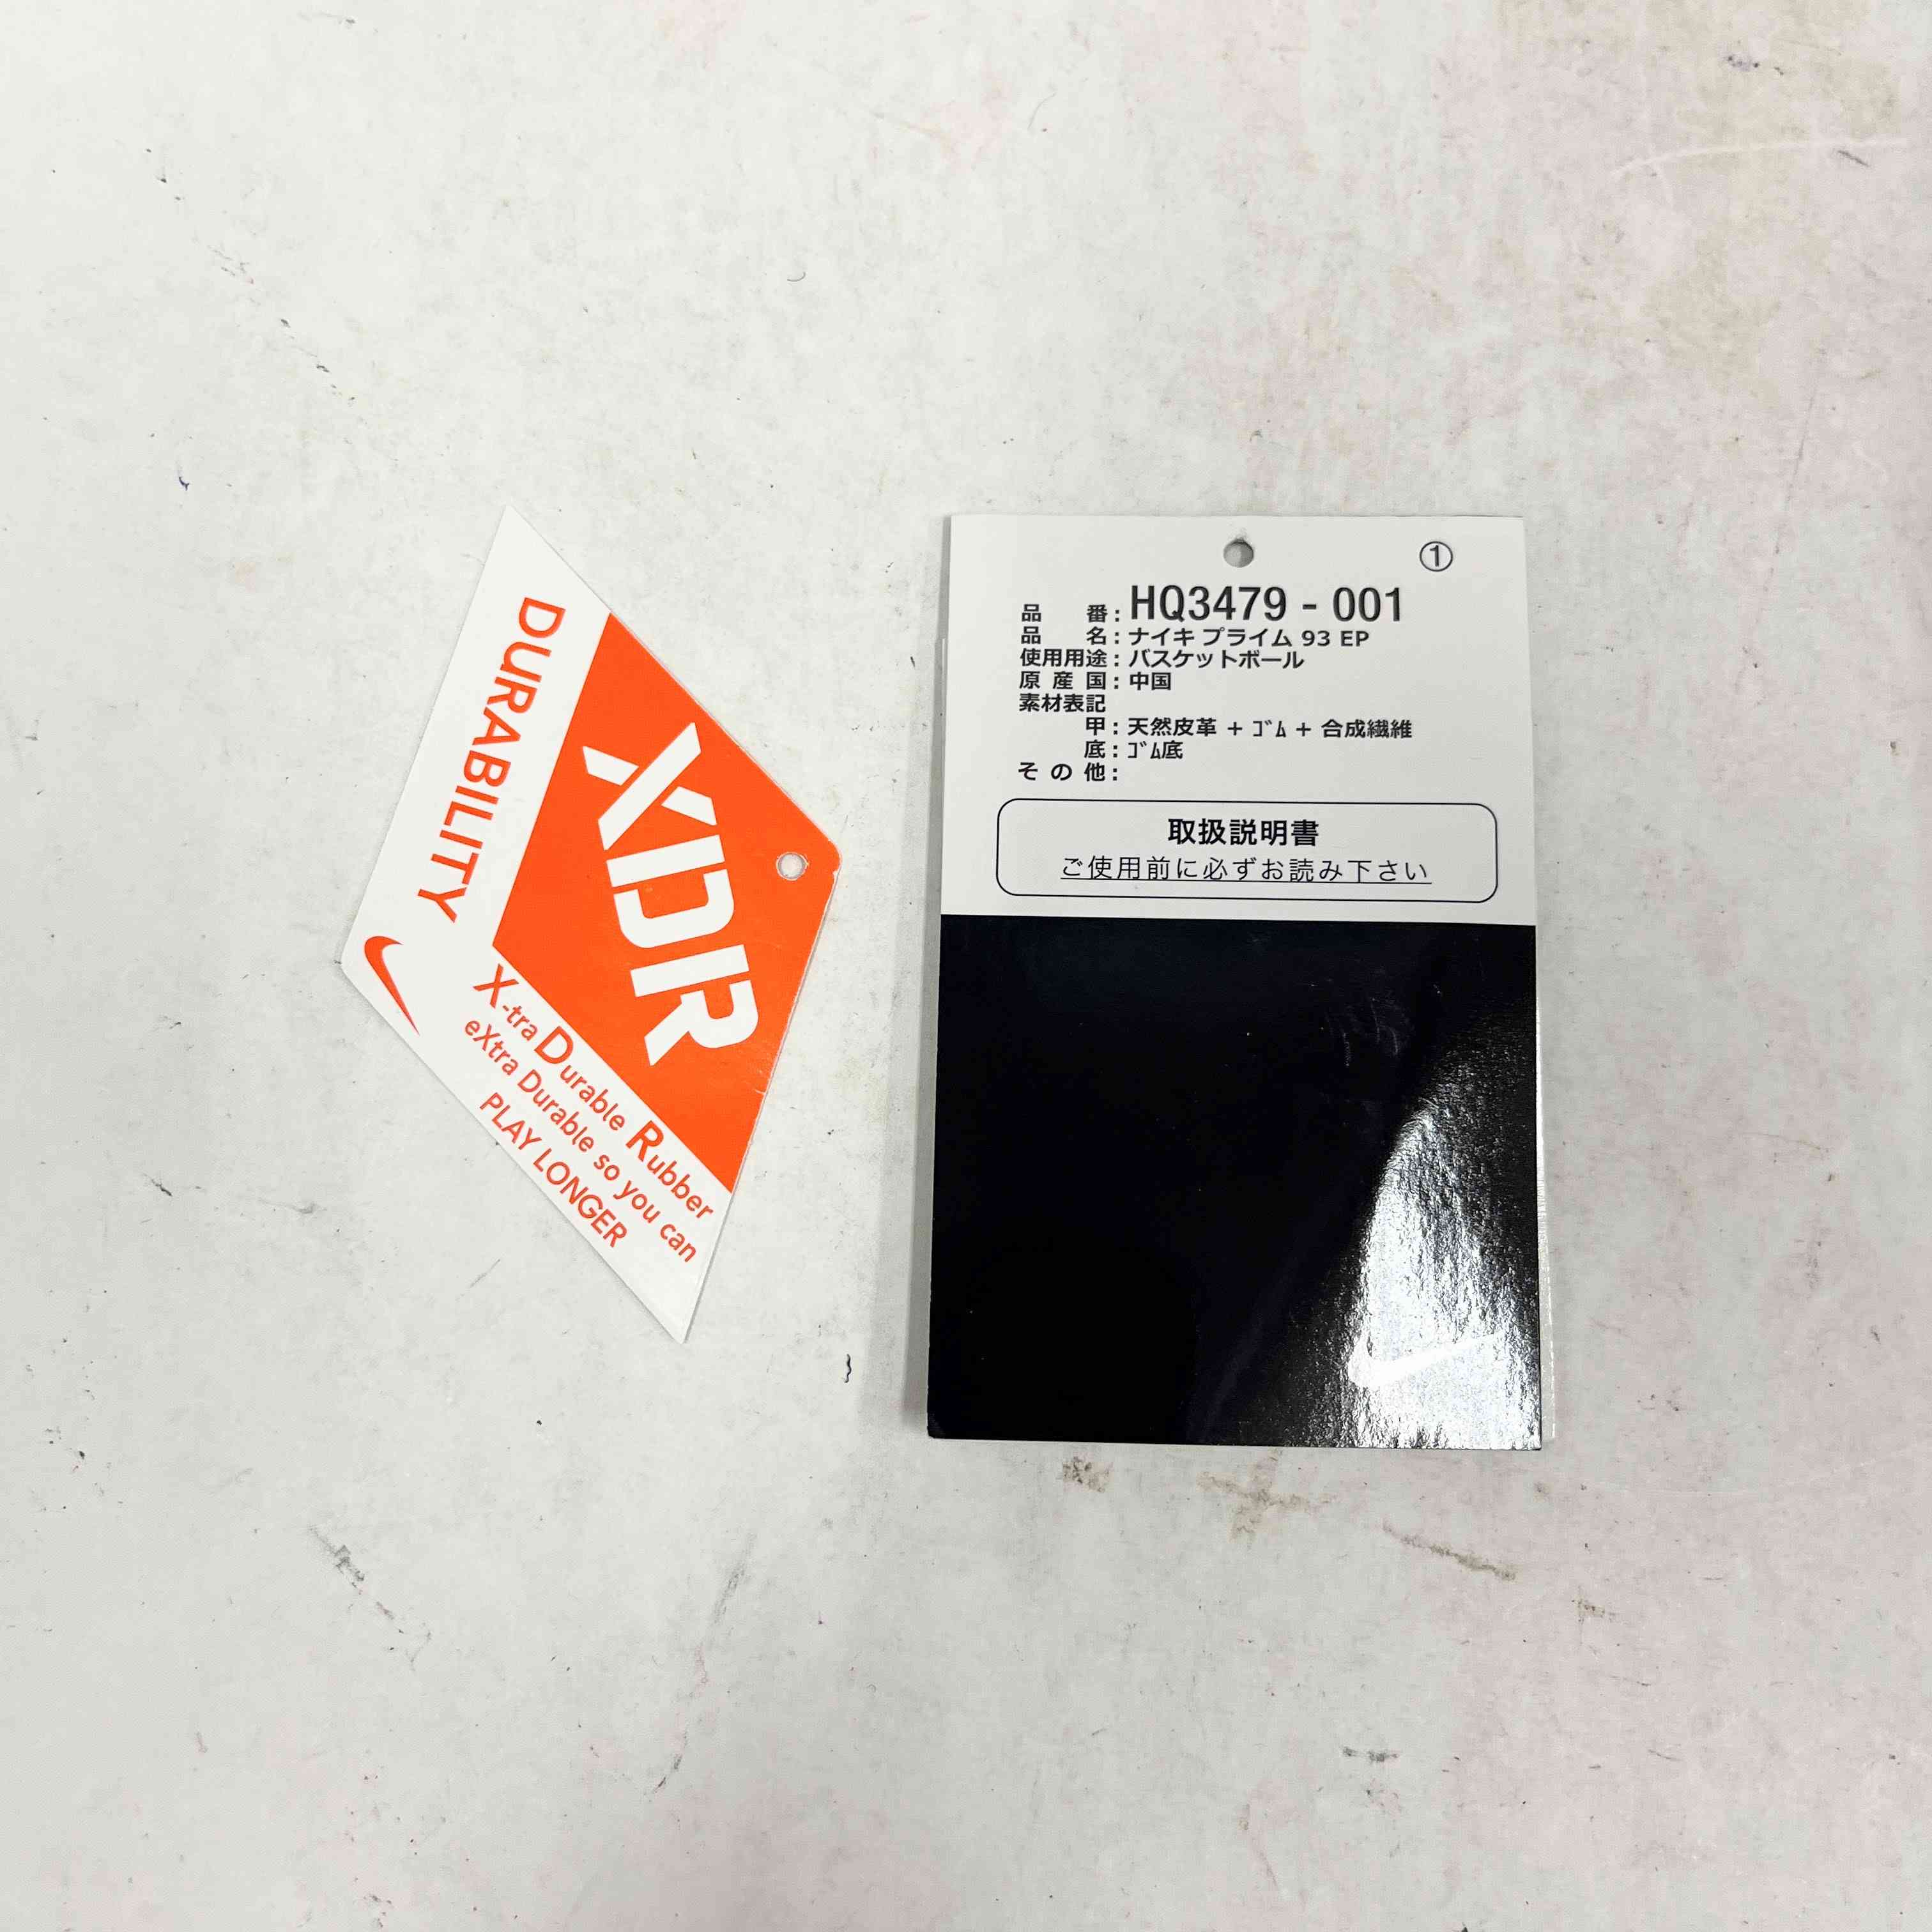 DURABILITY
XDR
X-tra Durable Rubber
eXtra Durable so you can
PLAY LONGER
①
品番: HQ3479 - 001
品名: ナイキ プライム 93 EP
使用用途: バスケットボール
原産国: 中国
素材表記
甲: 天然皮革 + ｺﾞﾑ + 合成繊維
底: ｺﾞﾑ底
その他:
取扱説明書
ご使用前に必ずお読み下さい